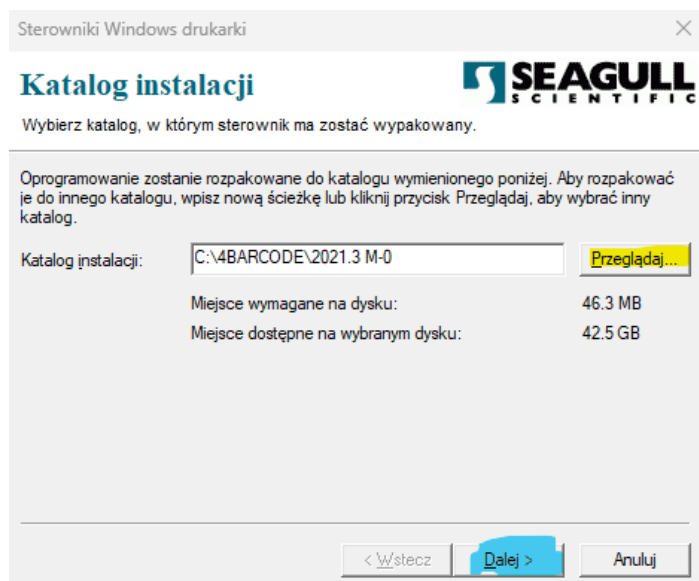 Sterowniki Windows drukarki
Katalog instalacji
SEAGULL
SCIENTIFIC
Wybierz katalog, w którym sterownik ma zostać wypakowany.
Oprogramowanie zostanie rozpakowane do katalogu wymienionego poniżej. Aby rozpakować
je do innego katalogu, wpisz nową ścieżkę lub kliknij przycisk Przeglądaj, aby wybrać inny
katalog.
Katalog instalacji: C:\4BARCODE\2021.3 M-0 Przeglądaj...
Miejsce wymagane na dysku: 46.3 MB
Miejsce dostępne na wybranym dysku: 42.5 GB
< Wstecz Dalej > Anuluj